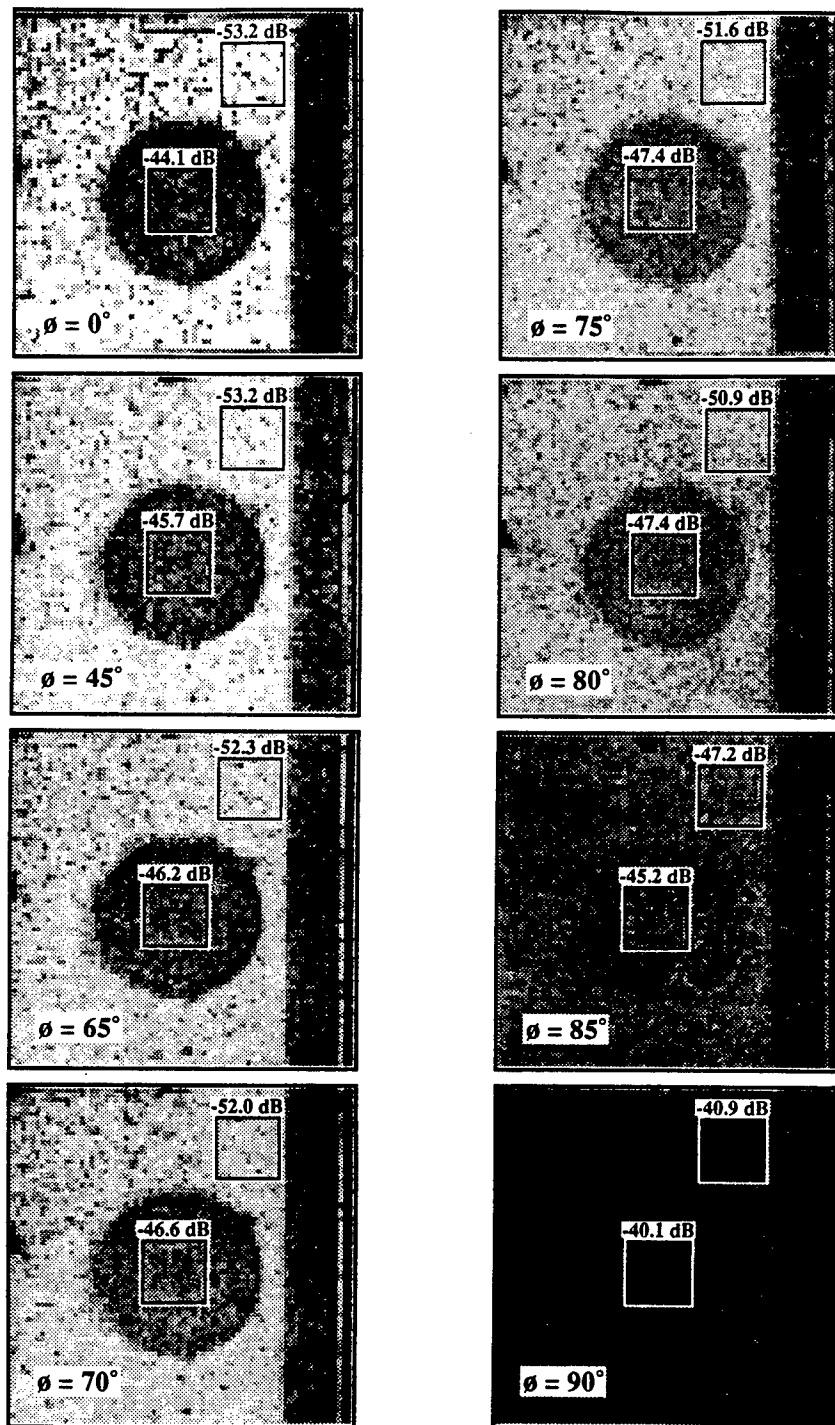 -53.2 dB
-44.1 dB
ø = 0°
-53.2 dB
-45.7 dB
ø = 45°
-52.3 dB
-46.2 dB
ø = 65°
-52.0 dB
-46.6 dB
ø = 70°
-51.6 dB
-47.4 dB
ø = 75°
-50.9 dB
-47.4 dB
ø = 80°
-47.2 dB
-45.2 dB
ø = 85°
-40.9 dB
-40.1 dB
ø = 90°